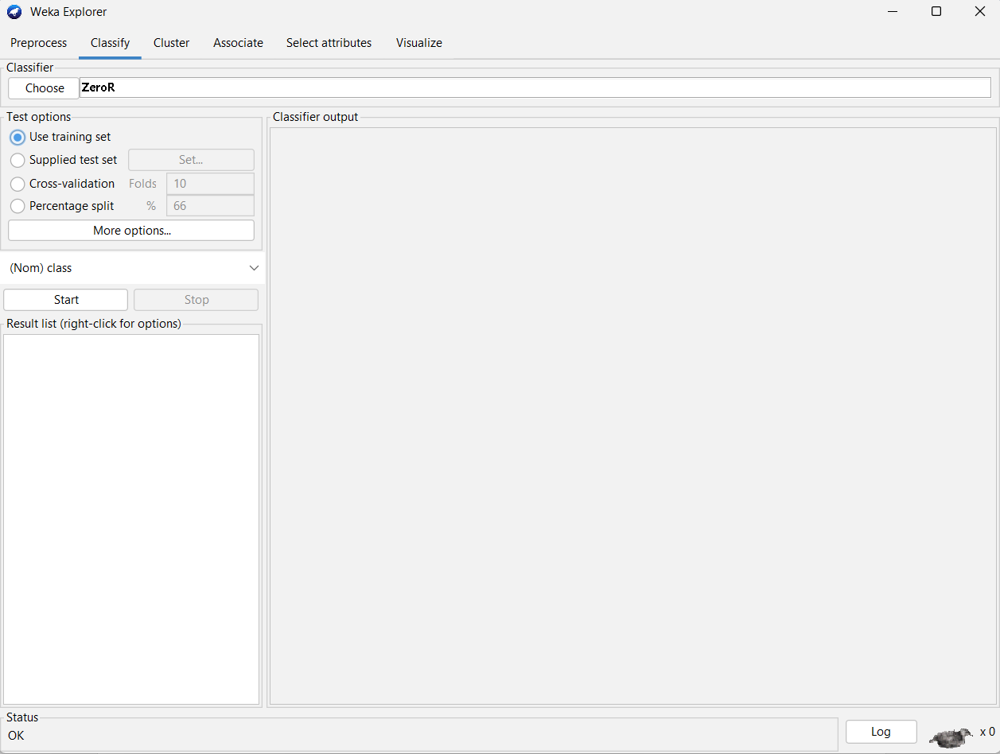 Weka Explorer
Preprocess Classify Cluster Associate Select attributes Visualize
Classifier
Choose ZeroR
Test options
Use training set
Supplied test set Set...
Cross-validation Folds 10
Percentage split % 66
More options...
(Nom) class
Start Stop
Result list (right-click for options)
Classifier output
Status
OK
Log x 0